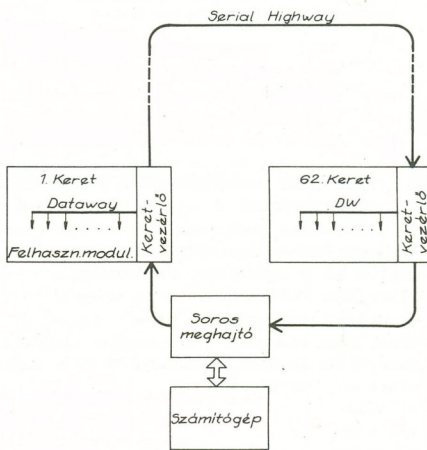 Serial Highway
1. Keret
Dataway
Felhaszn.modul.
Keret-
vezérlő
62. Keret
DW
Keret-
vezérlő
Soros
meghajtó
Számítógép